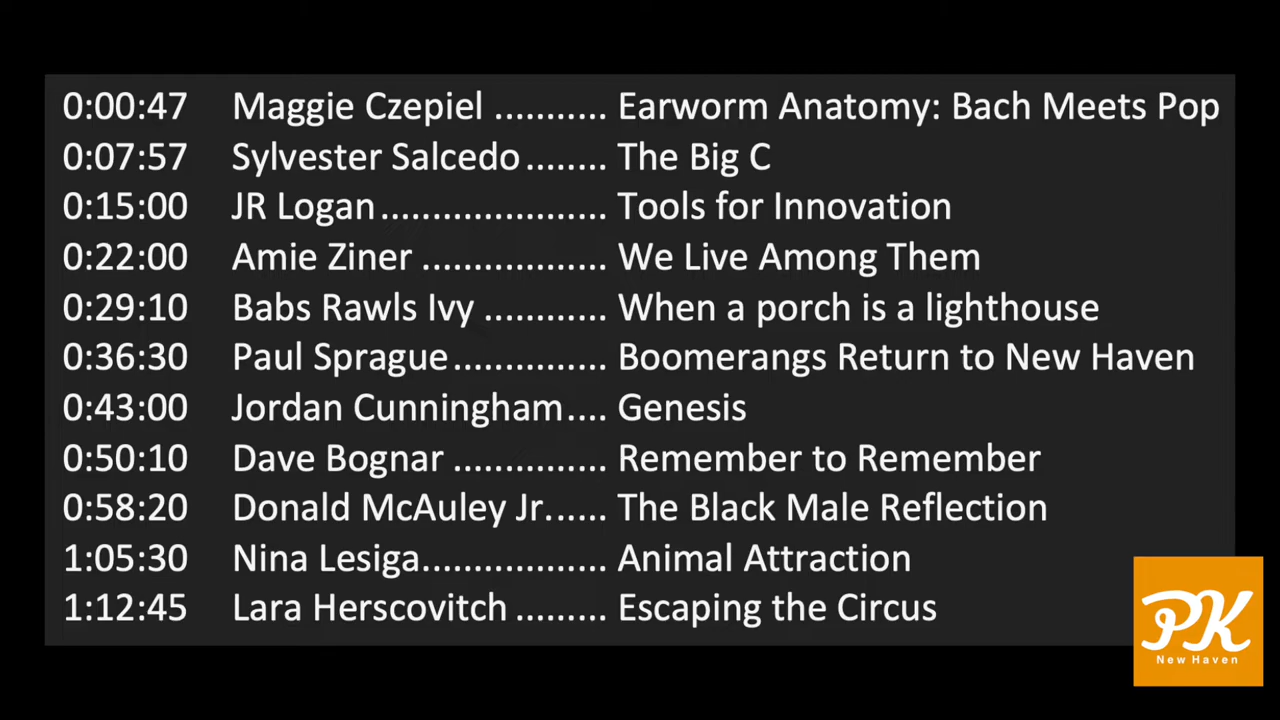 0:00:47 Maggie Czepiel ........... Earworm Anatomy: Bach Meets Pop
0:07:57 Sylvester Salcedo ........ The Big C
0:15:00 JR Logan ...................... Tools for Innovation
0:22:00 Amie Ziner .................. We Live Among Them
0:29:10 Babs Rawls Ivy ............ When a porch is a lighthouse
0:36:30 Paul Sprague ............... Boomerangs Return to New Haven
0:43:00 Jordan Cunningham .... Genesis
0:50:10 Dave Bognar ............... Remember to Remember
0:58:20 Donald McAuley Jr. ..... The Black Male Reflection
1:05:30 Nina Lesiga .................. Animal Attraction
1:12:45 Lara Herscovitch ......... Escaping the Circus
PK
New Haven